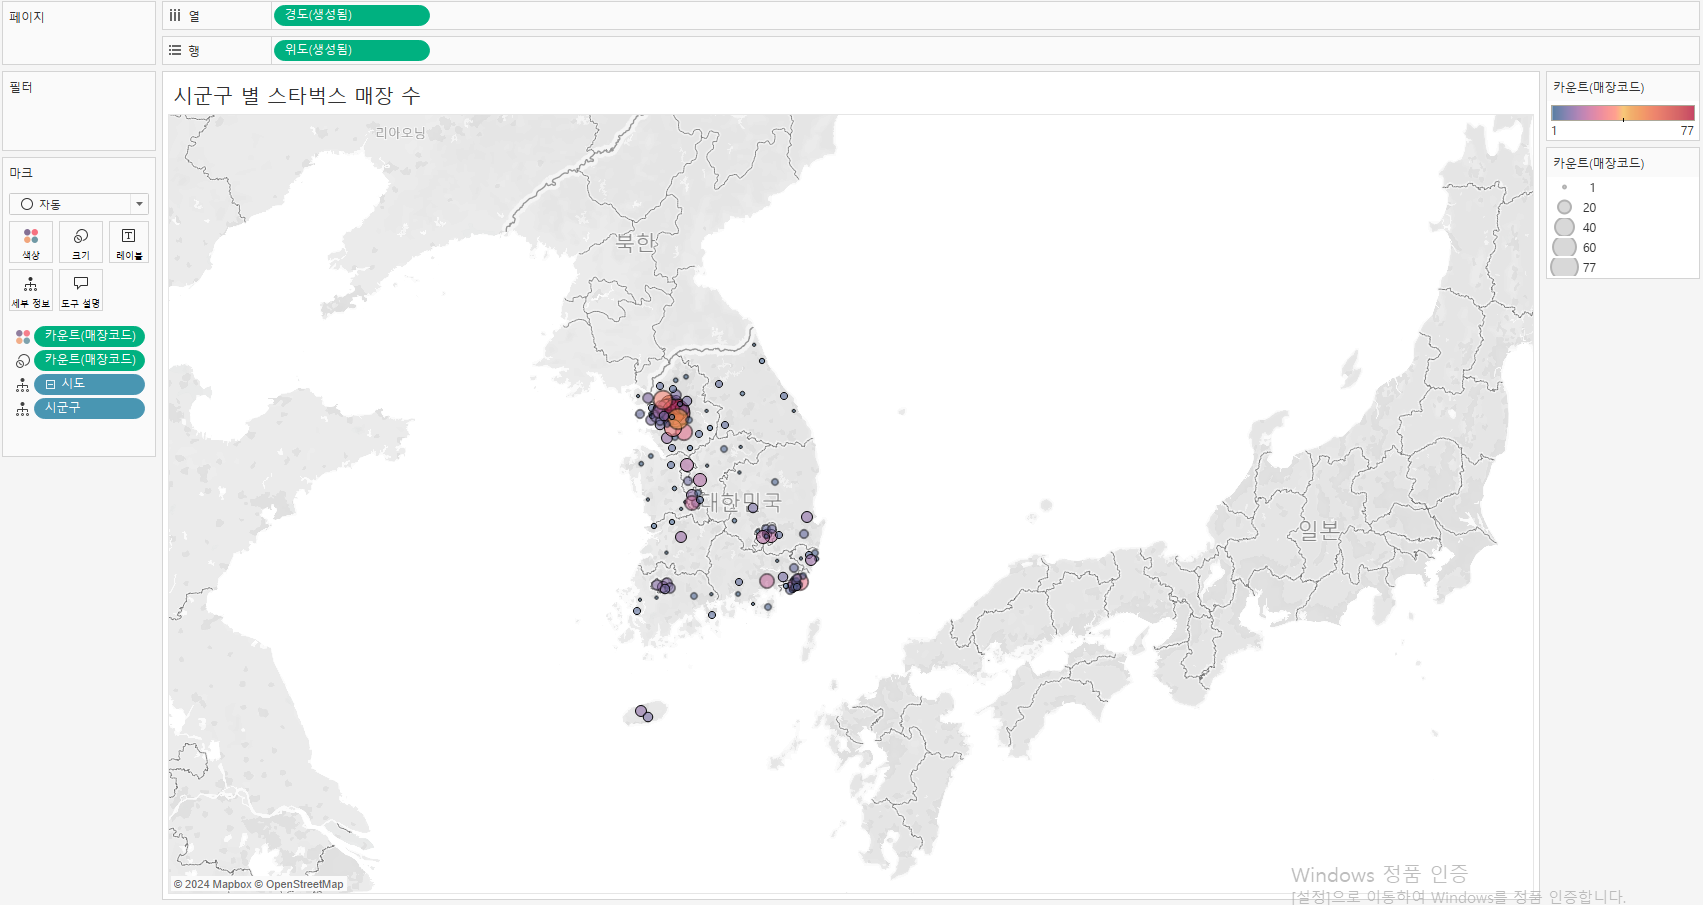 페이지
iii 열
경도(생성됨)
행
위도(생성됨)
필터
마크
자동
색상
크기
레이블
세부 정보
도구 설명
카운트(매장코드)
카운트(매장코드)
시도
시군구
시군구 별 스타벅스 매장 수
리아오닝
북한
대한민국
일본
© 2024 Mapbox © OpenStreetMap
카운트(매장코드)
1
77
카운트(매장코드)
1
20
40
60
77
Windows 정품 인증
[설정]으로 이동하여 Windows를 정품 인증합니다.